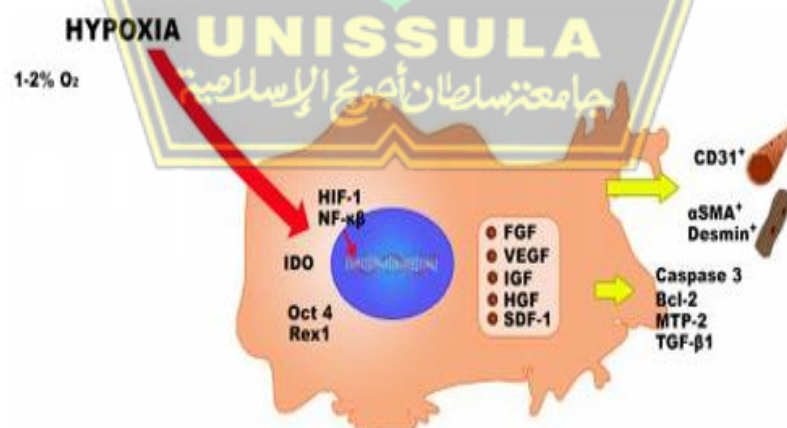 HYPOXIA
UNISSULA
جامعة سلطان أجونج الإسلامية
1-2% O₂
HIF-1
NF-κβ
IDO
Oct 4
Rex1
FGF
VEGF
IGF
HGF
SDF-1
CD31⁺
αSMA⁺
Desmin⁺
Caspase 3
Bcl-2
MTP-2
TGF-β1